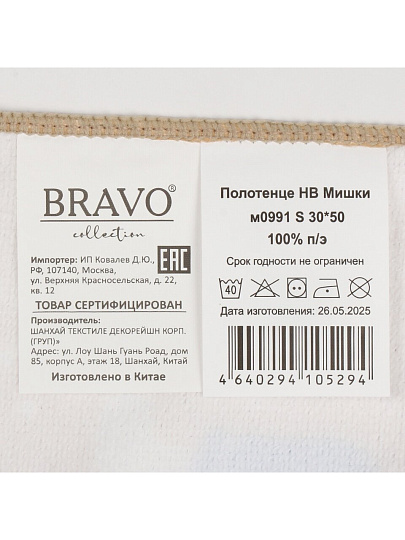 BRAVO®
collection
Импортер: ИП Ковалев Д.Ю.,
РФ, 107140, Москва,
ул. Верхняя Красносельская, д. 22,
кв. 12
EAC
ТОВАР СЕРТИФИЦИРОВАН
Производитель:
ШАНХАЙ ТЕКСТИЛЕ ДЕКОРЕЙШН КОРП.
(ГРУП)»
Адрес: ул. Лоу Шань Гуань Роад, дом
85, корпус А, этаж 18, Шанхай, Китай
Изготовлено в Китае
Полотенце НВ Мишки
м0991 S 30*50
100% п/э
Срок годности не ограничен
40
Дата изготовления: 26.05.2025
4 640294 105294